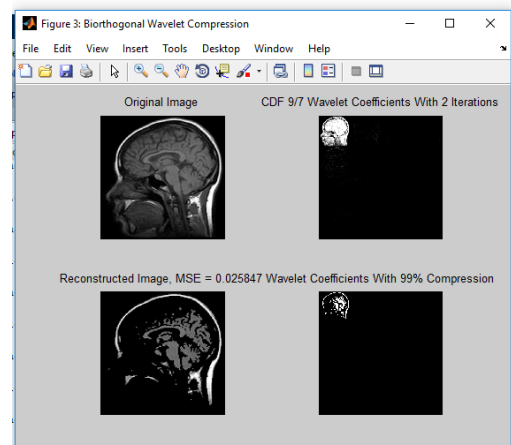 Figure 3: Biorthogonal Wavelet Compression
File Edit View Insert Tools Desktop Window Help
Original Image
CDF 9/7 Wavelet Coefficients With 2 Iterations
Reconstructed Image, MSE = 0.025847 Wavelet Coefficients With 99% Compression